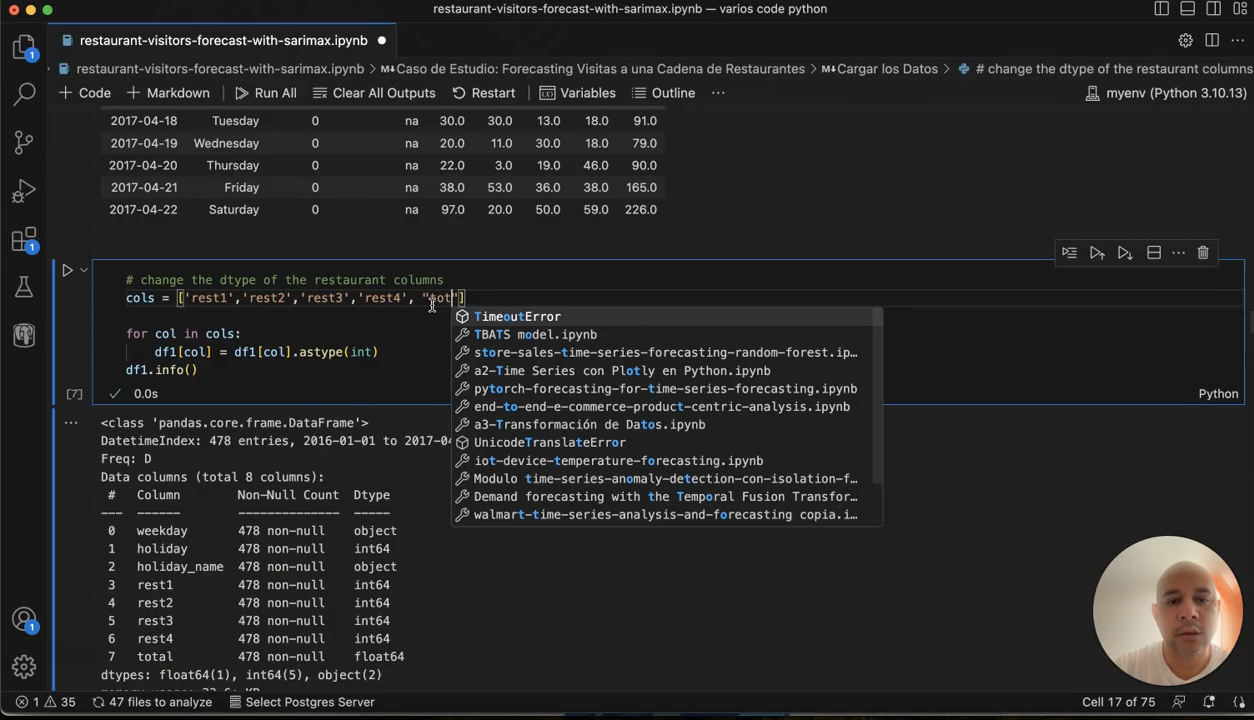 restaurant-visitors-forecast-with-sarimax.ipynb — varios code python
restaurant-visitors-forecast-with-sarimax.ipynb
restaurant-visitors-forecast-with-sarimax.ipynb > Caso de Estudio: Forecasting Visitas a una Cadena de Restaurantes > Cargar los Datos > # change the dtype of the restaurant columns
+ Code + Markdown Run All Clear All Outputs Restart Variables Outline ... myenv (Python 3.10.13)
2017-04-18 Tuesday 0 na 30.0 30.0 13.0 18.0 91.0
2017-04-19 Wednesday 0 na 20.0 11.0 30.0 18.0 79.0
2017-04-20 Thursday 0 na 22.0 3.0 19.0 46.0 90.0
2017-04-21 Friday 0 na 38.0 53.0 36.0 38.0 165.0
2017-04-22 Saturday 0 na 97.0 20.0 50.0 59.0 226.0
# change the dtype of the restaurant columns
cols = ['rest1','rest2','rest3','rest4', "tot"]
for col in cols:
df1[col] = df1[col].astype(int)
df1.info()
[7] 0.0s Python
TimeoutError
TBATS model.ipynb
store-sales-time-series-forecasting-random-forest.ip...
a2-Time Series con Plotly en Python.ipynb
pytorch-forecasting-for-time-series-forecasting.ipynb
end-to-end-e-commerce-product-centric-analysis.ipynb
a3-Transformación de Datos.ipynb
UnicodeTranslateError
iot-device-temperature-forecasting.ipynb
Modulo time-series-anomaly-detection-con-isolation-f...
Demand forecasting with the Temporal Fusion Transfor...
walmart-time-series-analysis-and-forecasting copia.i...
<class 'pandas.core.frame.DataFrame'>
DatetimeIndex: 478 entries, 2016-01-01 to 2017-04
Freq: D
Data columns (total 8 columns):
# Column Non-Null Count Dtype
--- ------ -------------- -----
0 weekday 478 non-null object
1 holiday 478 non-null int64
2 holiday_name 478 non-null object
3 rest1 478 non-null int64
4 rest2 478 non-null int64
5 rest3 478 non-null int64
6 rest4 478 non-null int64
7 total 478 non-null float64
dtypes: float64(1), int64(5), object(2)
1 35 47 files to analyze Select Postgres Server Cell 17 of 75
1
1
1
1